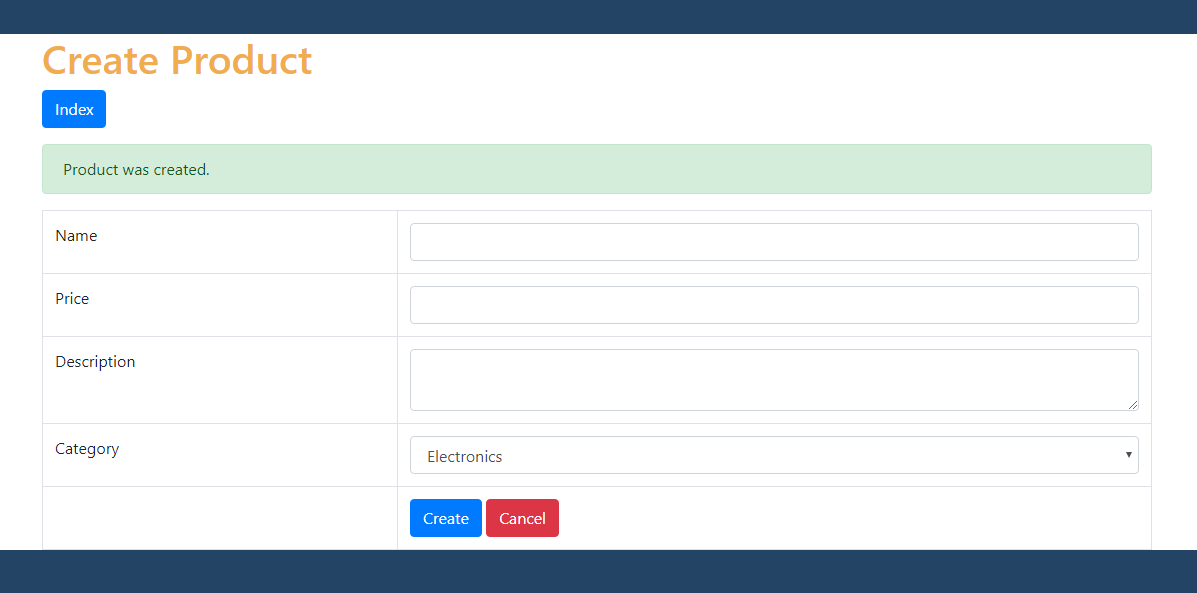 Create Product
Index
Product was created.
Name
Price
Description
Category
Electronics
Create Cancel